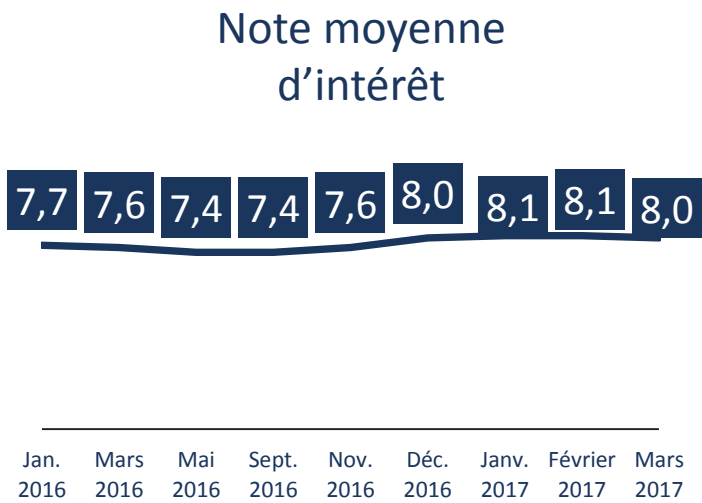 Note moyenne
d’intérêt
7,7 7,6 7,4 7,4 7,6 8,0 8,1 8,1 8,0
Jan. Mars Mai Sept. Nov. Déc. Janv. Février Mars
2016 2016 2016 2016 2016 2016 2017 2017 2017